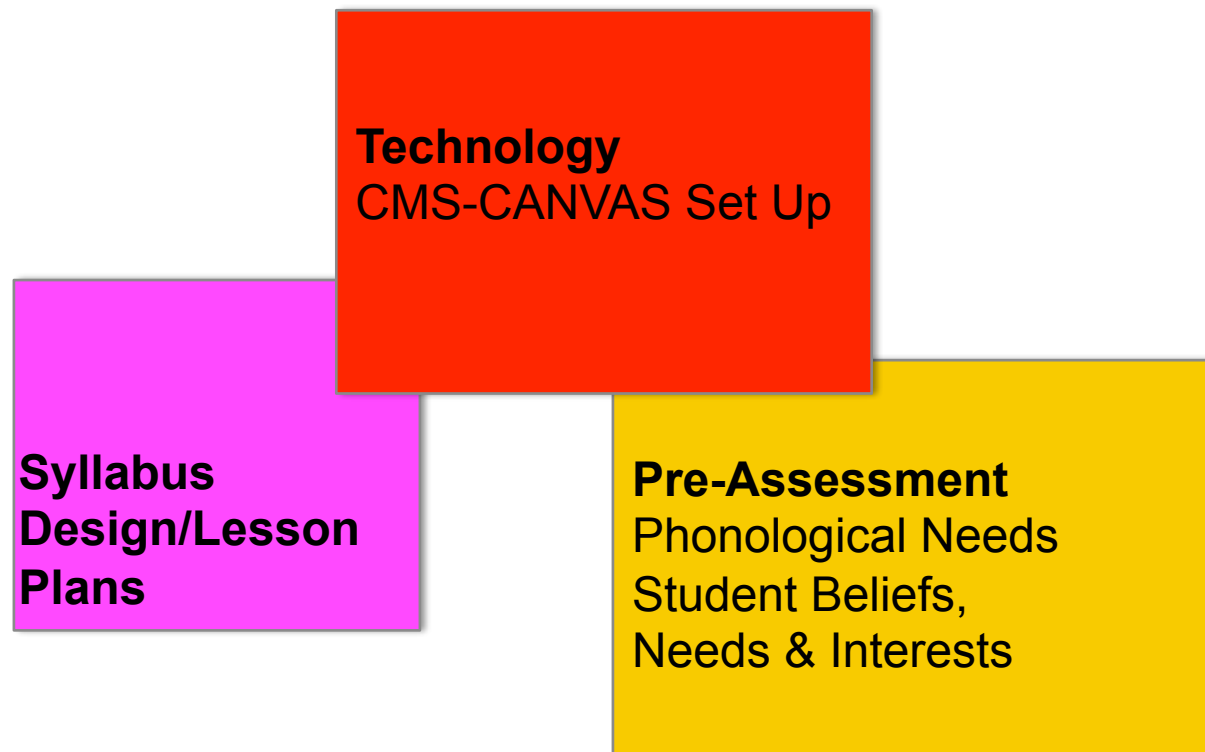 Technology
CMS-CANVAS Set Up
Syllabus
Design/Lesson
Plans
Pre-Assessment
Phonological Needs
Student Beliefs,
Needs & Interests